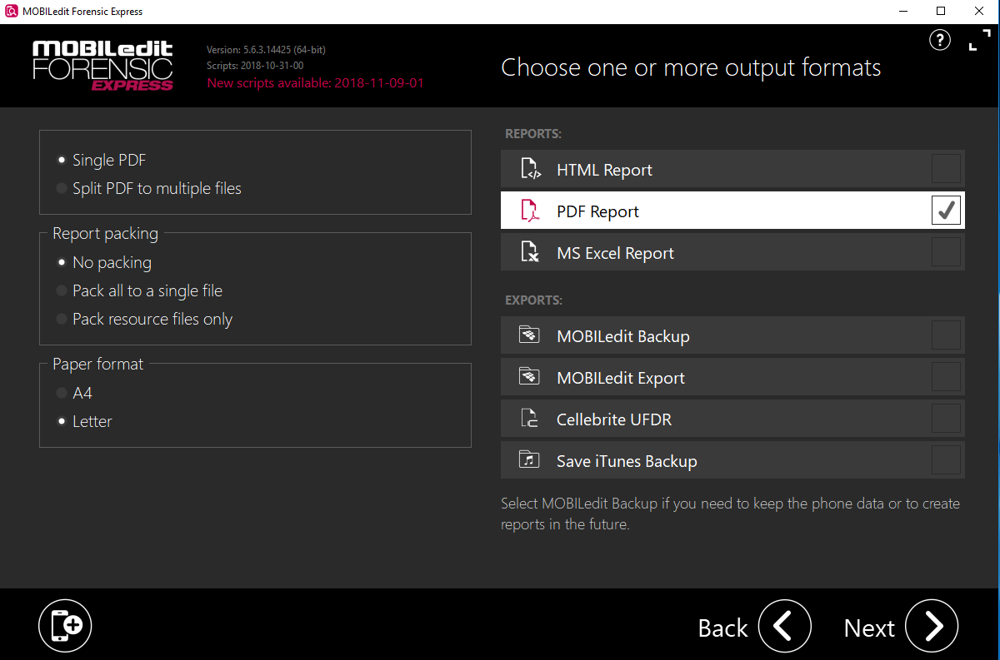 MOBILedit Forensic Express
MOBILedit
FORENSIC
EXPRESS
Version: 5.6.3.14425 (64-bit)
Scripts: 2018-10-31-00
New scripts available: 2018-11-09-01
Choose one or more output formats
?
Single PDF
Split PDF to multiple files
Report packing
No packing
Pack all to a single file
Pack resource files only
Paper format
A4
Letter
REPORTS:
HTML Report
PDF Report
MS Excel Report
EXPORTS:
MOBILedit Backup
MOBILedit Export
Cellebrite UFDR
Save iTunes Backup
Select MOBILedit Backup if you need to keep the phone data or to create
reports in the future.
Back
Next